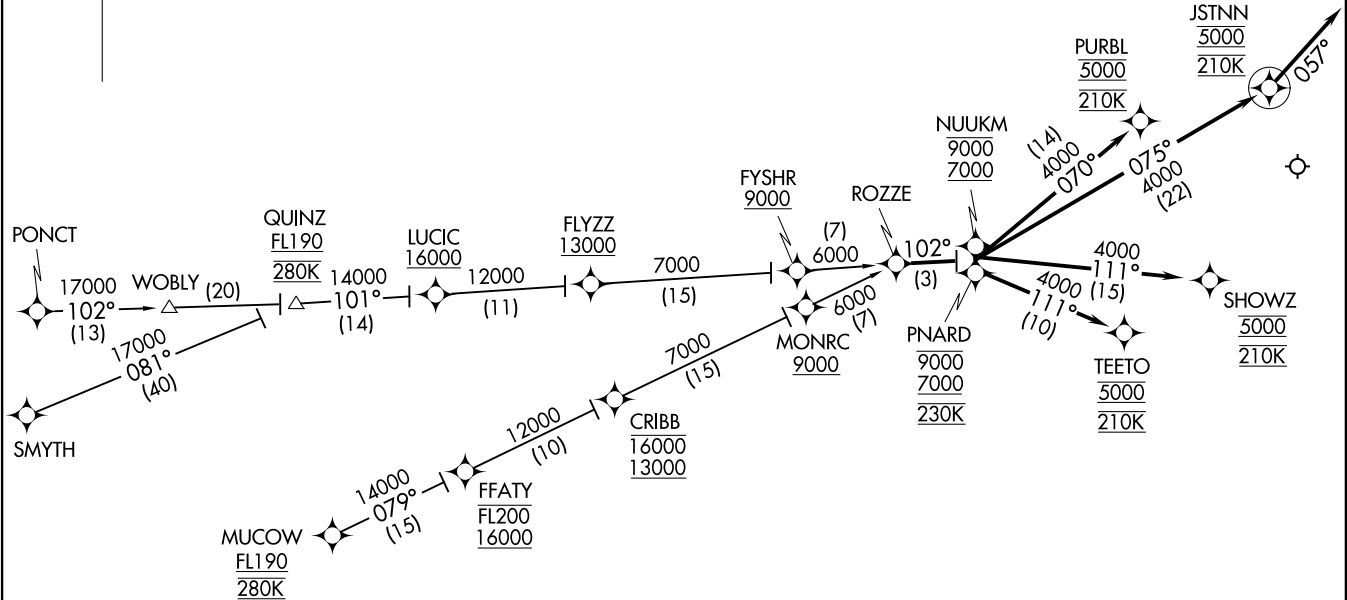 JSTNN
5000
210K
057°
PURBL
5000
210K
NUUKM
9000
7000
(14)
4000
070°
075°
4000
(22)
FYSHR
9000
ROZZE
(7)
6000
102°
(3)
PONCT
17000
102°
(13)
WOBLY
(20)
QUINZ
FL190
280K
14000
101°
(14)
LUCIC
16000
12000
(11)
FLYZZ
13000
7000
(15)
4000
111°
(15)
SHOWZ
5000
210K
4000
111°
(10)
TEETO
5000
210K
PNARD
9000
7000
230K
6000
(7)
MONRC
9000
17000
081°
(40)
SMYTH
7000
(15)
CRIBB
16000
13000
12000
(10)
FFATY
FL200
16000
14000
079°
(15)
MUCOW
FL190
280K